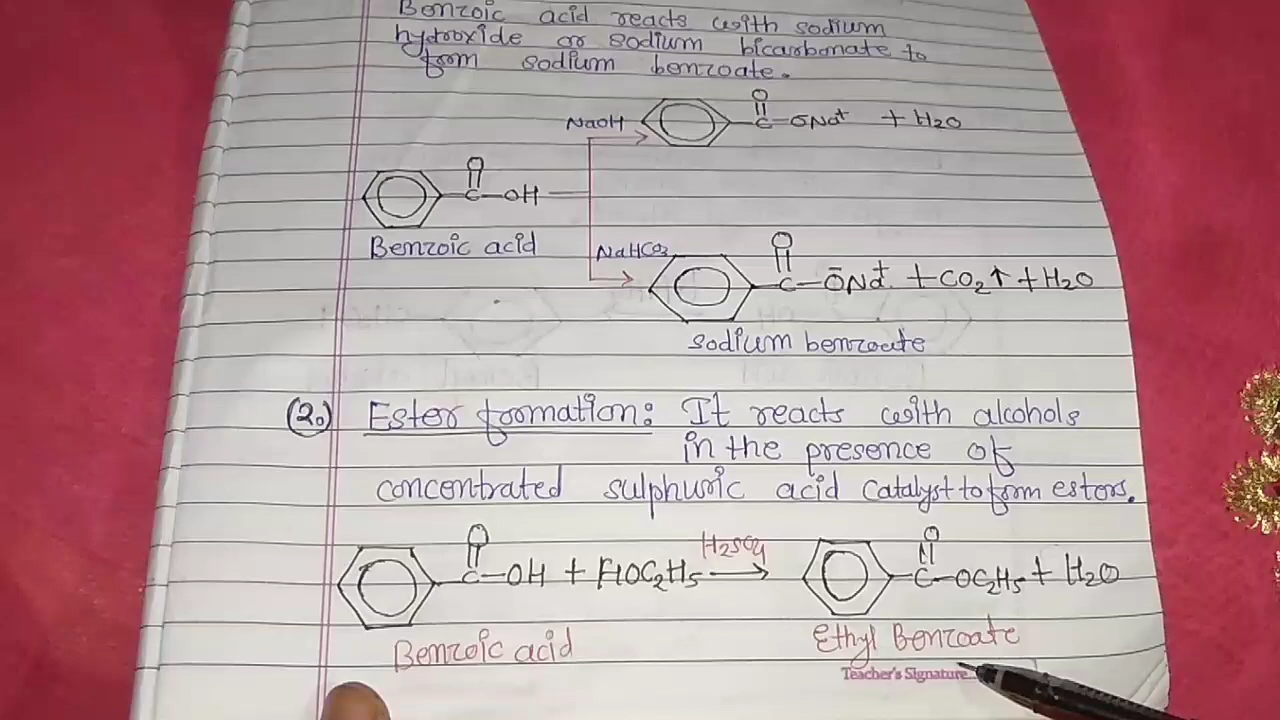 Benzoic acid reacts with sodium
hydroxide or sodium bicarbonate to
form sodium benzoate.
NaOH
O
C-ŌNa+ + H2O
O
C-OH
Benzoic acid
NaHCO3
O
C-ŌNa+ + CO2↑ + H2O
sodium benzoate
(2.) Ester formation: It reacts with alcohols
in the presence of
concentrated sulphuric acid catalyst to form esters.
O
C-OH + HOC2H5 H2SO4 →
O
C-OC2H5 + H2O
Benzoic acid
Ethyl Benzoate
Teacher's Signature